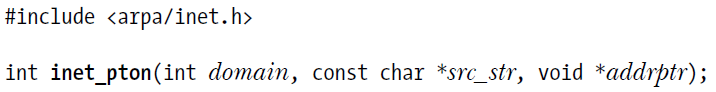 #include <arpa/inet.h>
int inet_pton(int domain, const char *src_str, void *addrptr);